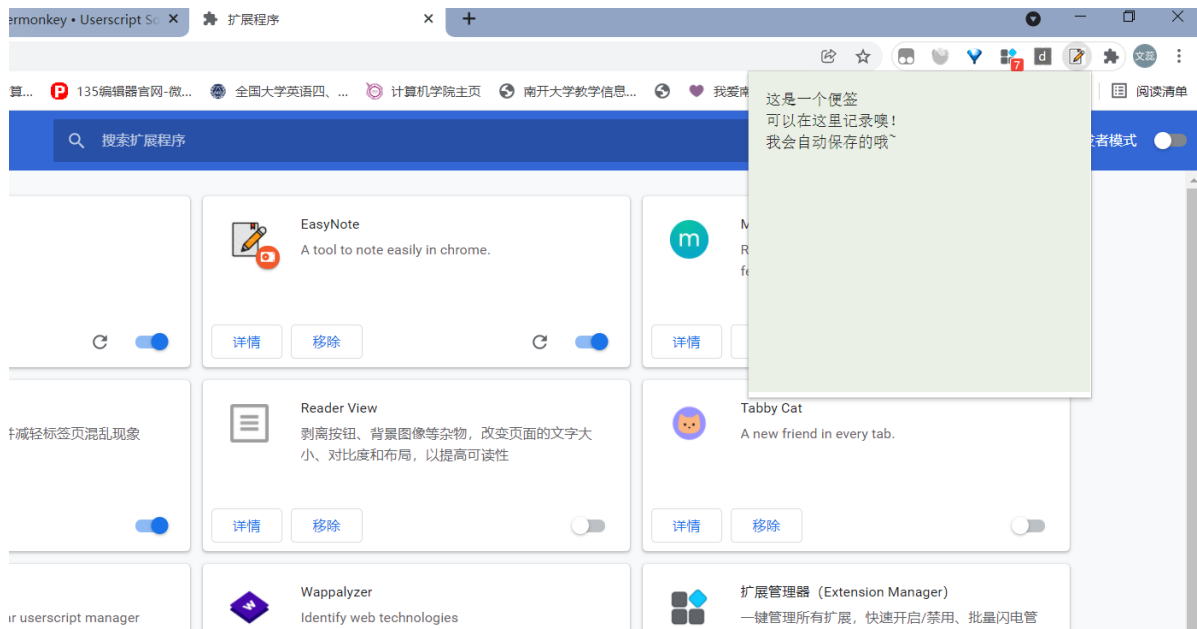 ermonkey • Userscript So
扩展程序
7
d
文蕊
算...
135编辑器官网-微...
全国大学英语四、...
计算机学院主页
南开大学教学信息...
我爱南
阅读清单
搜索扩展程序
者模式
这是一个便签
可以在这里记录噢!
我会自动保存的哦~
EasyNote
A tool to note easily in chrome.
详情
移除
m
M
R
fe
详情
减轻标签页混乱现象
Reader View
剥离按钮、背景图像等杂物,改变页面的文字大
小、对比度和布局,以提高可读性
详情
移除
Tabby Cat
A new friend in every tab.
详情
移除
ar userscript manager
Wappalyzer
Identify web technologies
扩展管理器(Extension Manager)
一键管理所有扩展,快速开启/禁用、批量闪电管